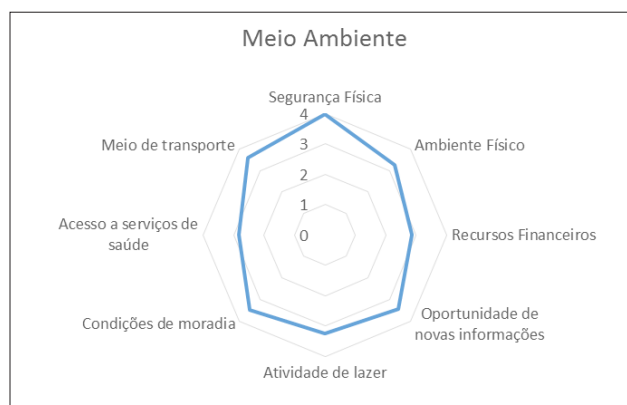 Meio Ambiente
Segurança Física
Meio de transporte
Ambiente Físico
Acesso a serviços de
saúde
Recursos Financeiros
Condições de moradia
Oportunidade de
novas informações
Atividade de lazer
4
3
2
1
0